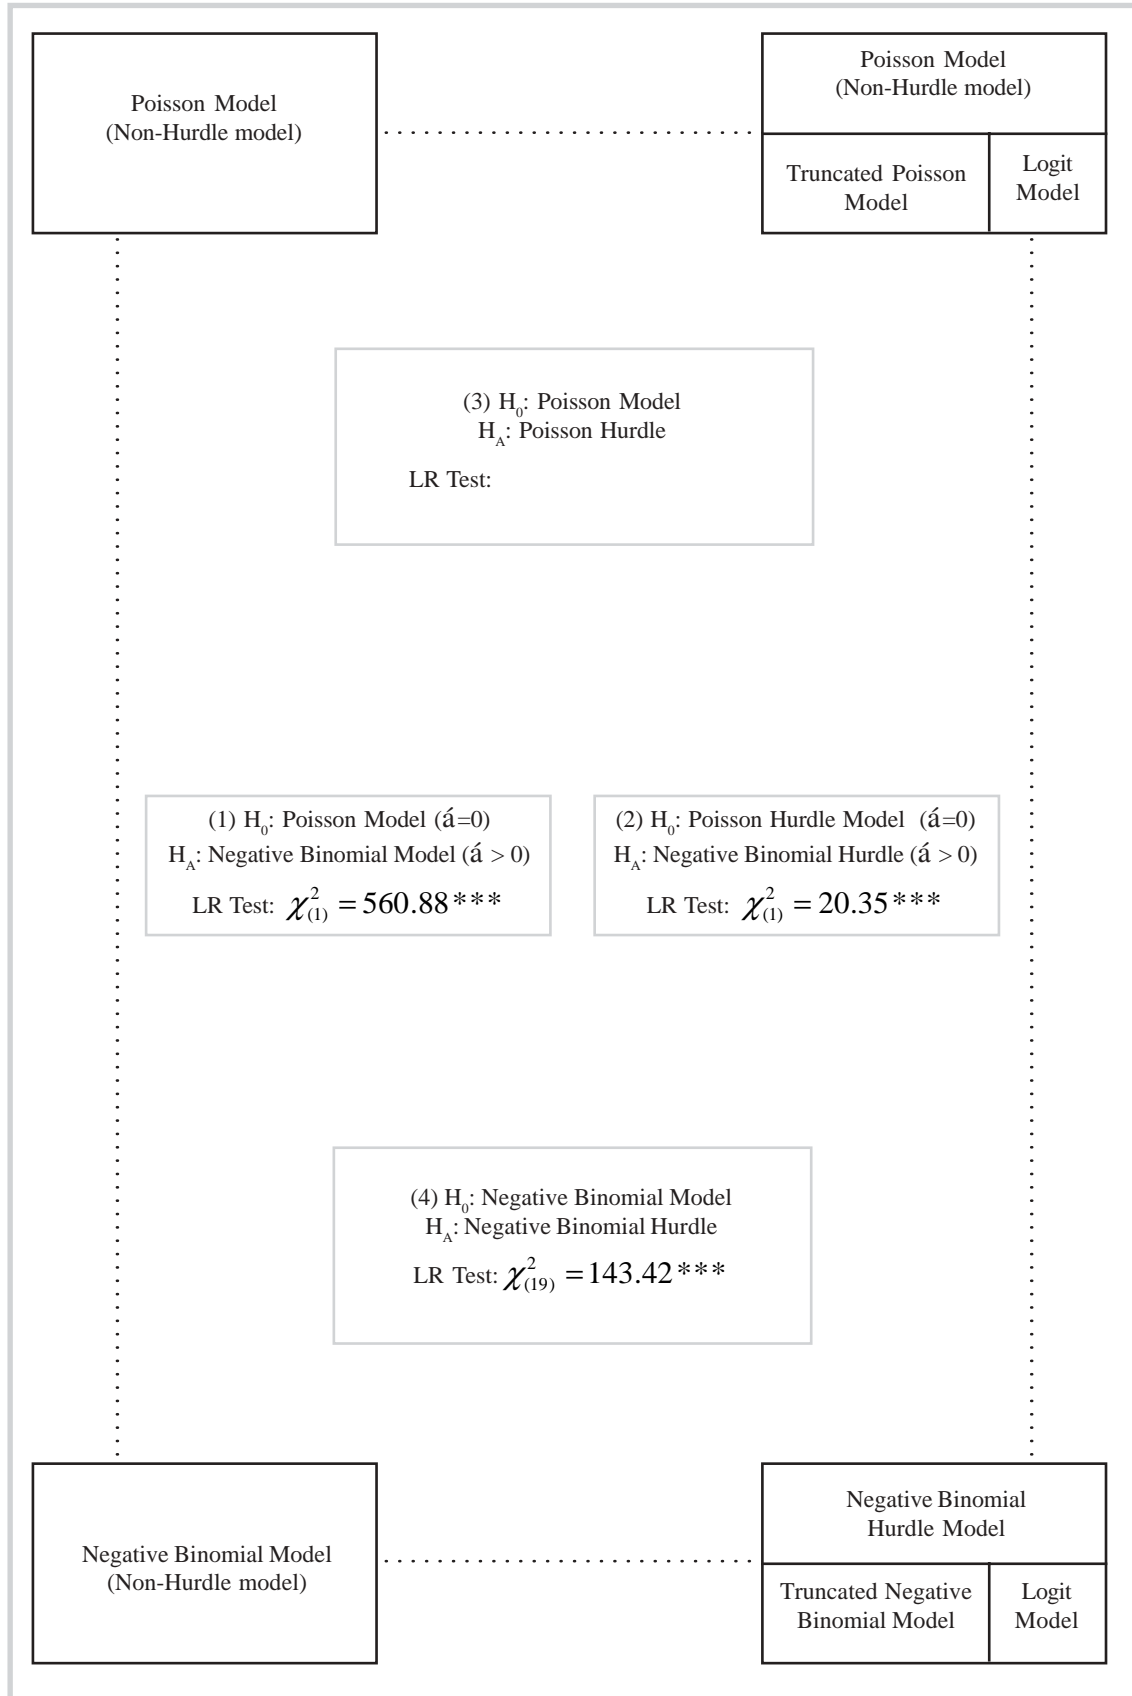 Poisson Model
(Non-Hurdle model)
Poisson Model
(Non-Hurdle model)
Truncated Poisson
Model
Logit
Model
(3) H₀: Poisson Model
H_A: Poisson Hurdle
LR Test:
(1) H₀: Poisson Model (á=0)
H_A: Negative Binomial Model (á > 0)
LR Test: χ²₍₁₎ = 560.88***
(2) H₀: Poisson Hurdle Model (á=0)
H_A: Negative Binomial Hurdle (á > 0)
LR Test: χ²₍₁₎ = 20.35***
(4) H₀: Negative Binomial Model
H_A: Negative Binomial Hurdle
LR Test: χ²₍₁₉₎ = 143.42***
Negative Binomial Model
(Non-Hurdle model)
Negative Binomial
Hurdle Model
Truncated Negative
Binomial Model
Logit
Model